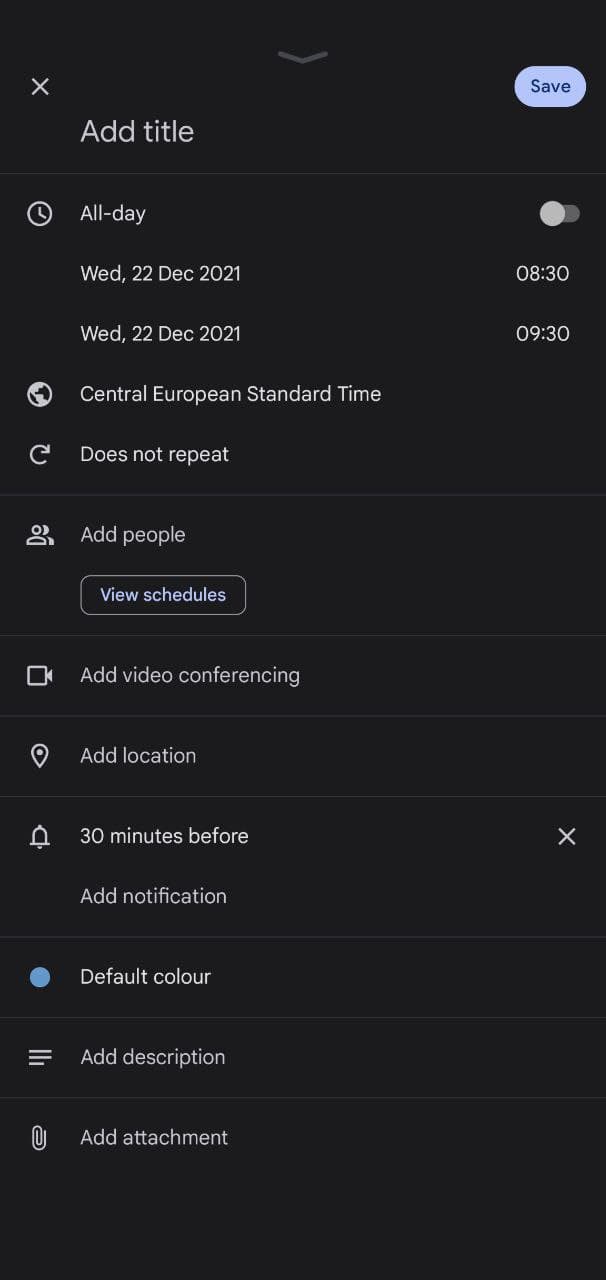 Save
Add title
All-day
Wed, 22 Dec 2021 08:30
Wed, 22 Dec 2021 09:30
Central European Standard Time
Does not repeat
Add people
View schedules
Add video conferencing
Add location
30 minutes before
Add notification
Default colour
Add description
Add attachment